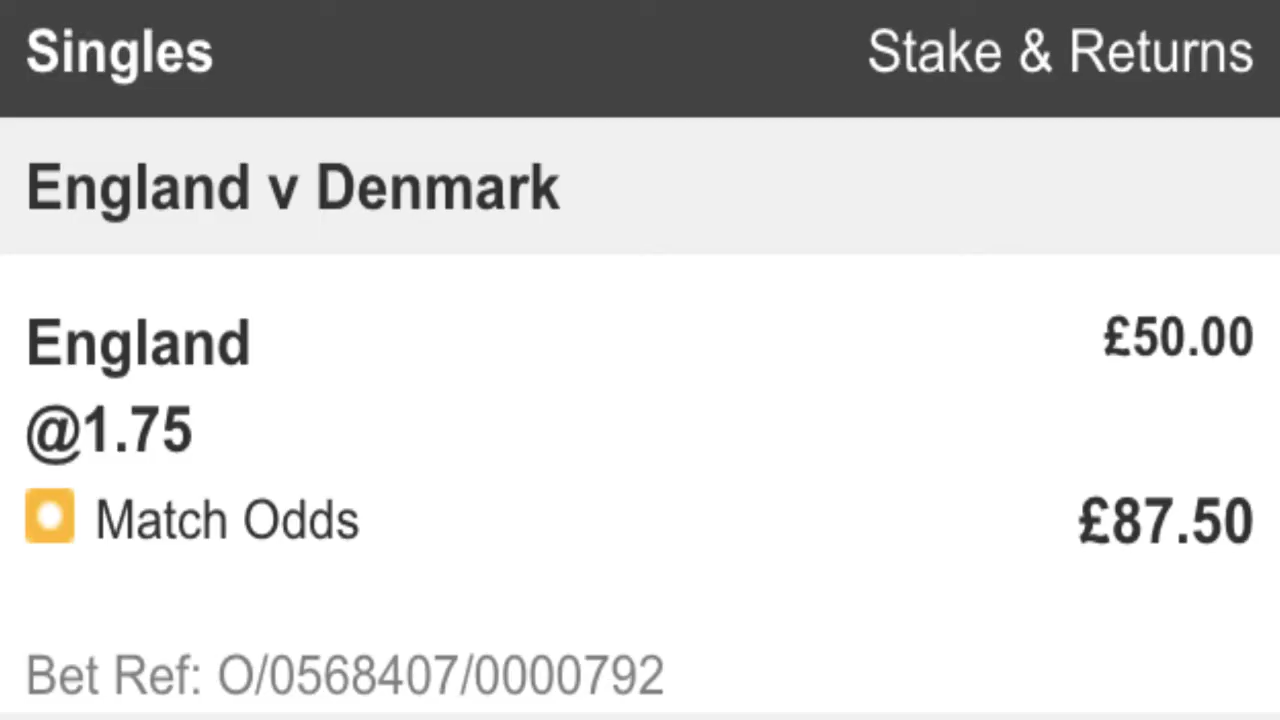 Singles Stake & Returns
England v Denmark
England £50.00
@1.75
Match Odds £87.50
Bet Ref: O/0568407/0000792